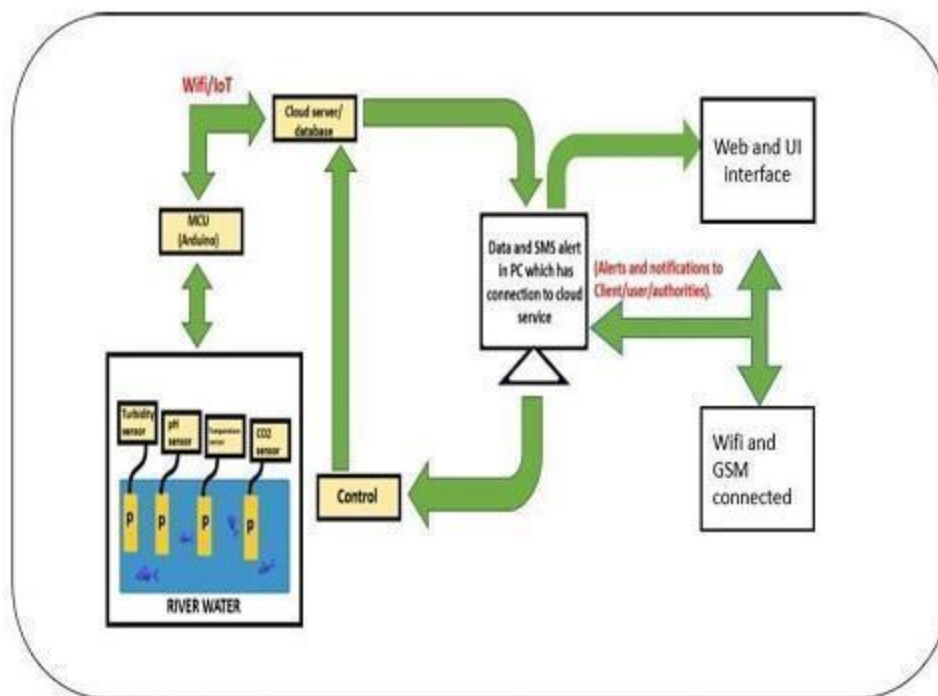 Wifi/IoT
Cloud server/
database
MCU
(Arduino)
Turbidity
sensor
pH
sensor
Temperature
sensor
CO2
sensor
P
P
P
P
RIVER WATER
Control
Data and SMS alert
in PC which has
connection to cloud
service
Web and UI
interface
(Alerts and notifications to
Client/user/authorities).
Wifi and
GSM
connected